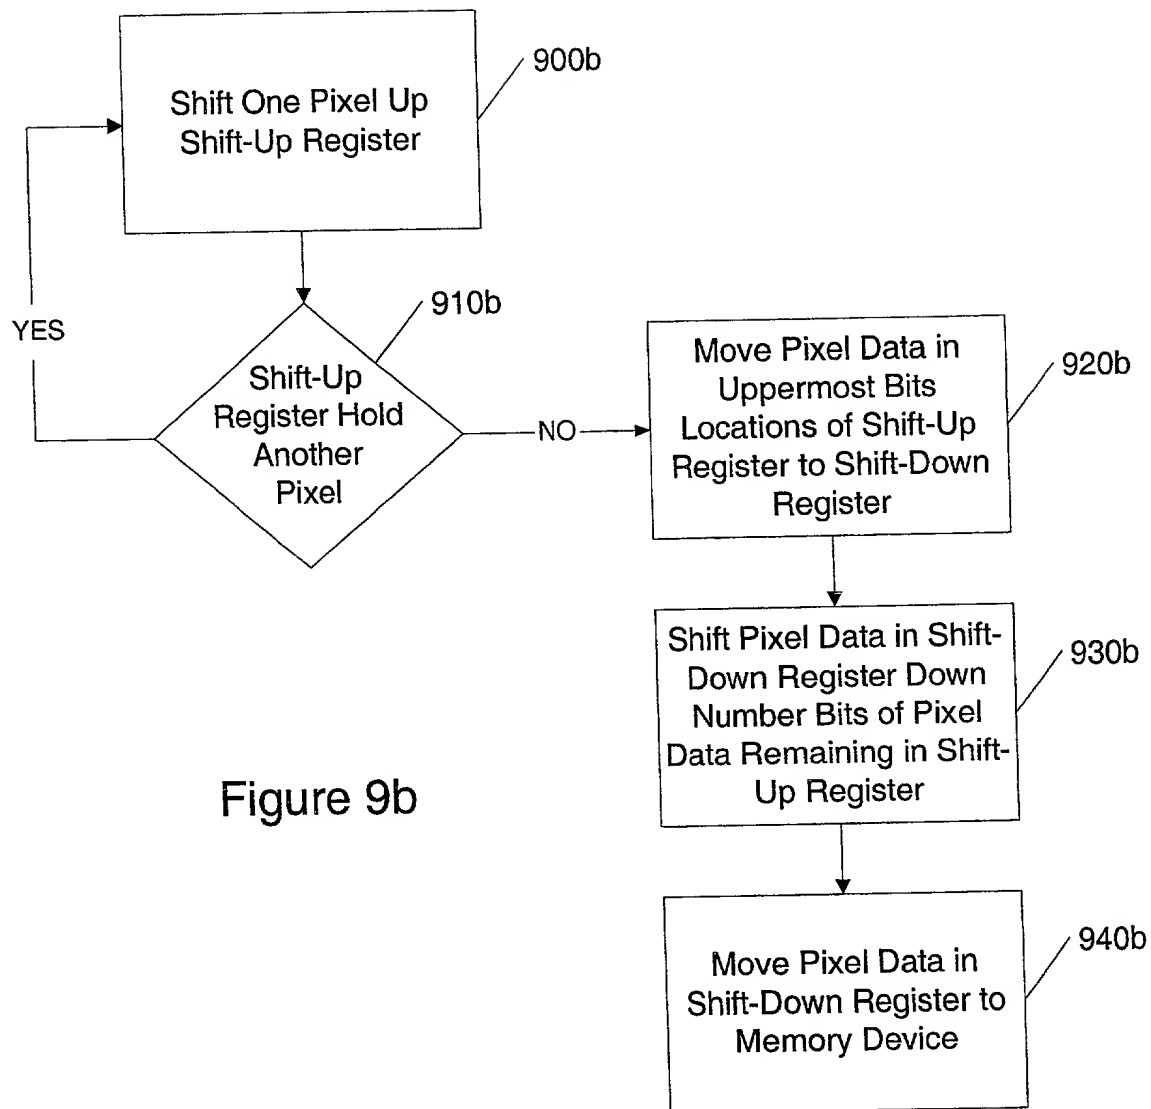 900b
Shift One Pixel Up
Shift-Up Register
910b
YES
Shift-Up
Register Hold
Another
Pixel
NO
920b
Move Pixel Data in
Uppermost Bits
Locations of Shift-Up
Register to Shift-Down
Register
930b
Shift Pixel Data in Shift-
Down Register Down
Number Bits of Pixel
Data Remaining in Shift-
Up Register
Figure 9b
940b
Move Pixel Data in
Shift-Down Register to
Memory Device